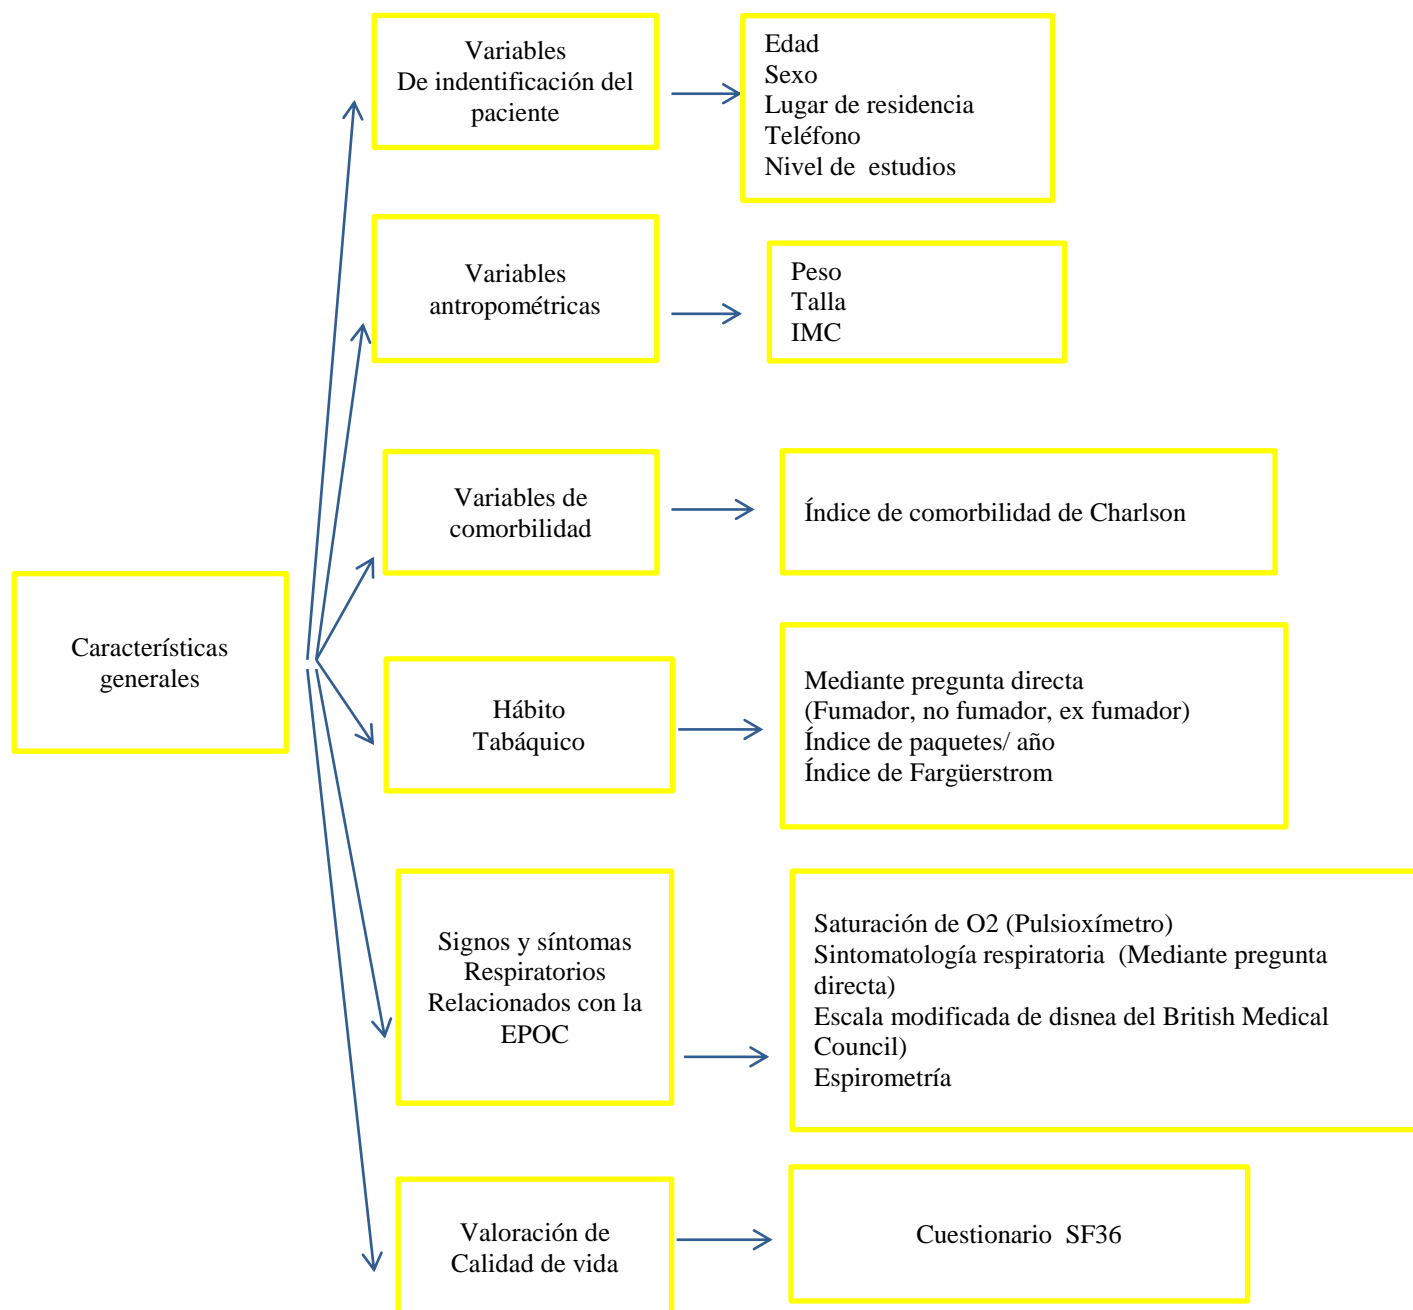 Variables
De indentificación del
paciente
Edad
Sexo
Lugar de residencia
Teléfono
Nivel de  estudios
Variables
antropométricas
Peso
Talla
IMC
Variables de
comorbilidad
Índice de comorbilidad de Charlson
Características
generales
Hábito
Tabáquico
Mediante pregunta directa
(Fumador, no fumador, ex fumador)
Índice de paquetes/ año
Índice de Fargüerstrom
Signos y síntomas
Respiratorios
Relacionados con la
EPOC
Saturación de O2 (Pulsioxímetro)
Sintomatología respiratoria  (Mediante pregunta
directa)
Escala modificada de disnea del British Medical
Council)
Espirometría
Valoración de
Calidad de vida
Cuestionario  SF36